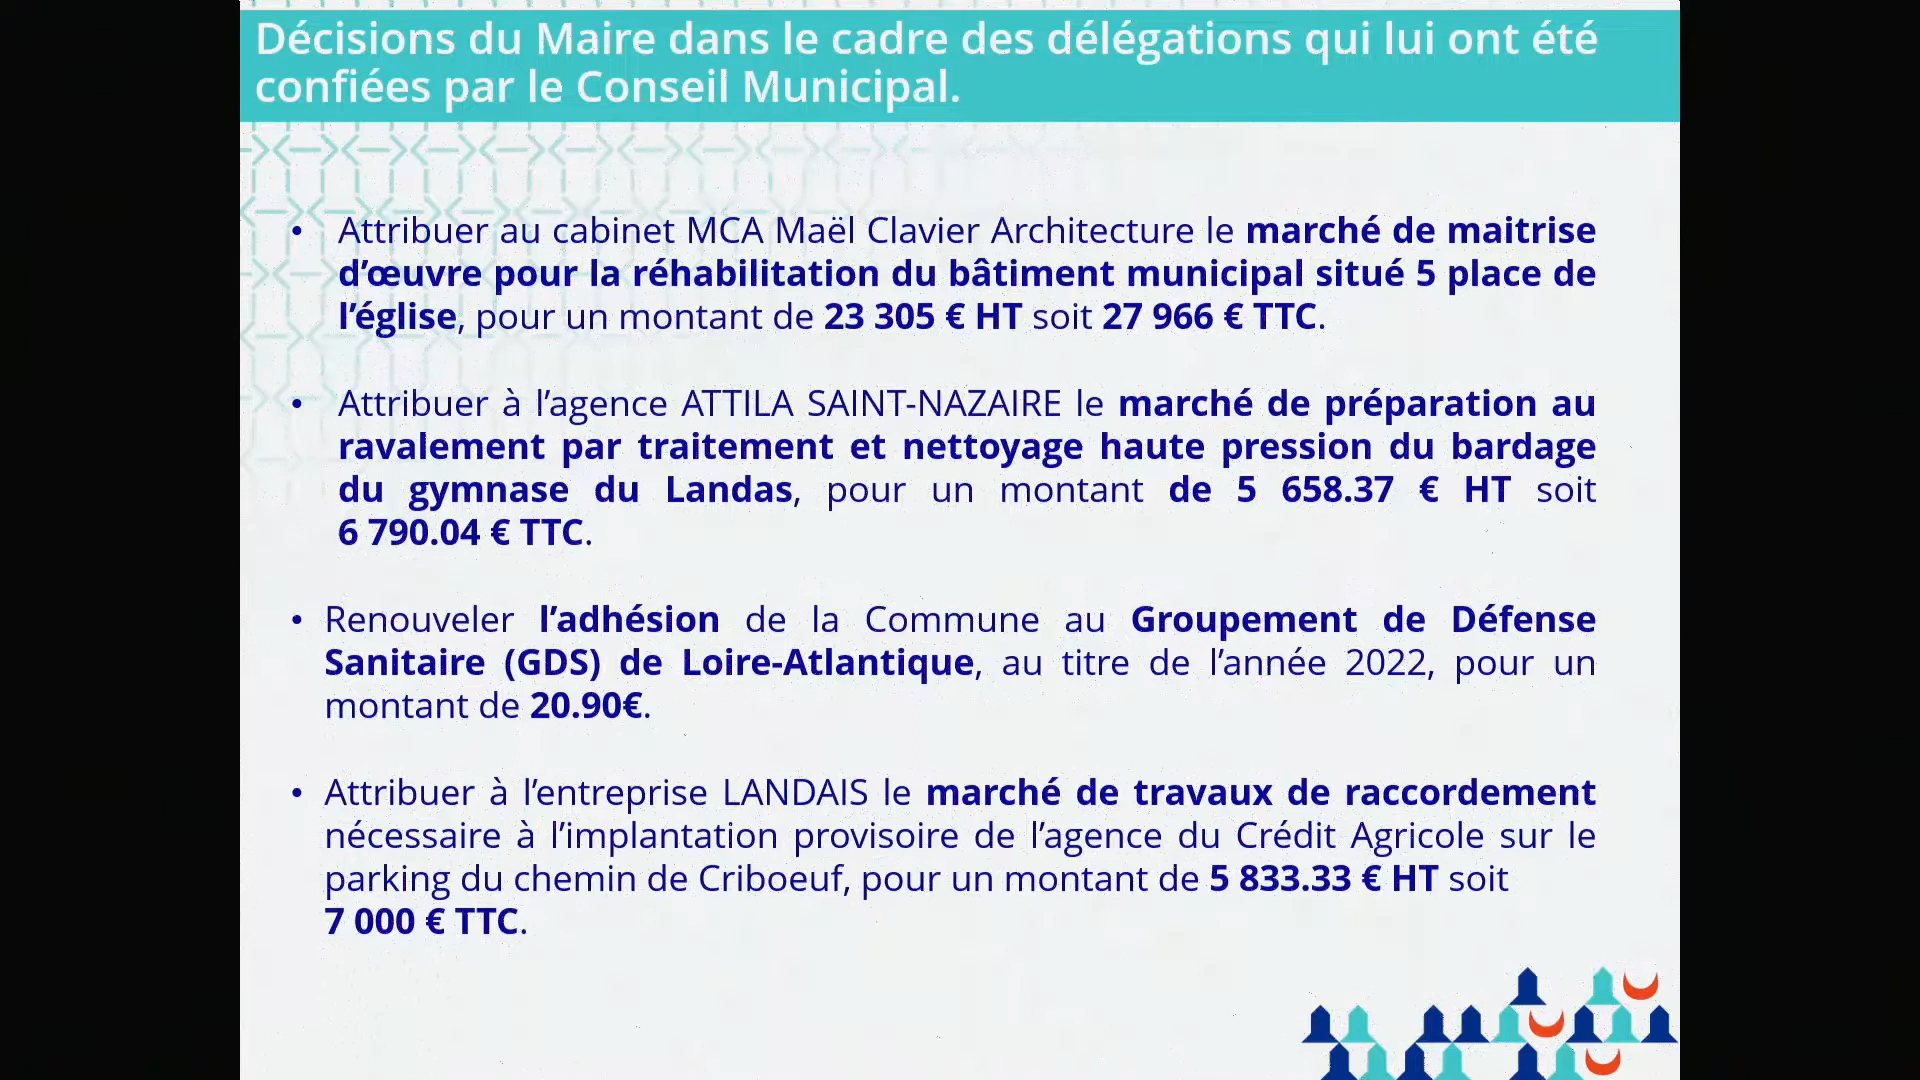 Décisions du Maire dans le cadre des délégations qui lui ont été
confiées par le Conseil Municipal.
• Attribuer au cabinet MCA Maël Clavier Architecture le marché de maitrise
d’œuvre pour la réhabilitation du bâtiment municipal situé 5 place de
l’église, pour un montant de 23 305 € HT soit 27 966 € TTC.
• Attribuer à l’agence ATTILA SAINT-NAZAIRE le marché de préparation au
ravalement par traitement et nettoyage haute pression du bardage
du gymnase du Landas, pour un montant de 5 658.37 € HT soit
6 790.04 € TTC.
• Renouveler l’adhésion de la Commune au Groupement de Défense
Sanitaire (GDS) de Loire-Atlantique, au titre de l’année 2022, pour un
montant de 20.90€.
• Attribuer à l’entreprise LANDAIS le marché de travaux de raccordement
nécessaire à l’implantation provisoire de l’agence du Crédit Agricole sur le
parking du chemin de Criboeuf, pour un montant de 5 833.33 € HT soit
7 000 € TTC.